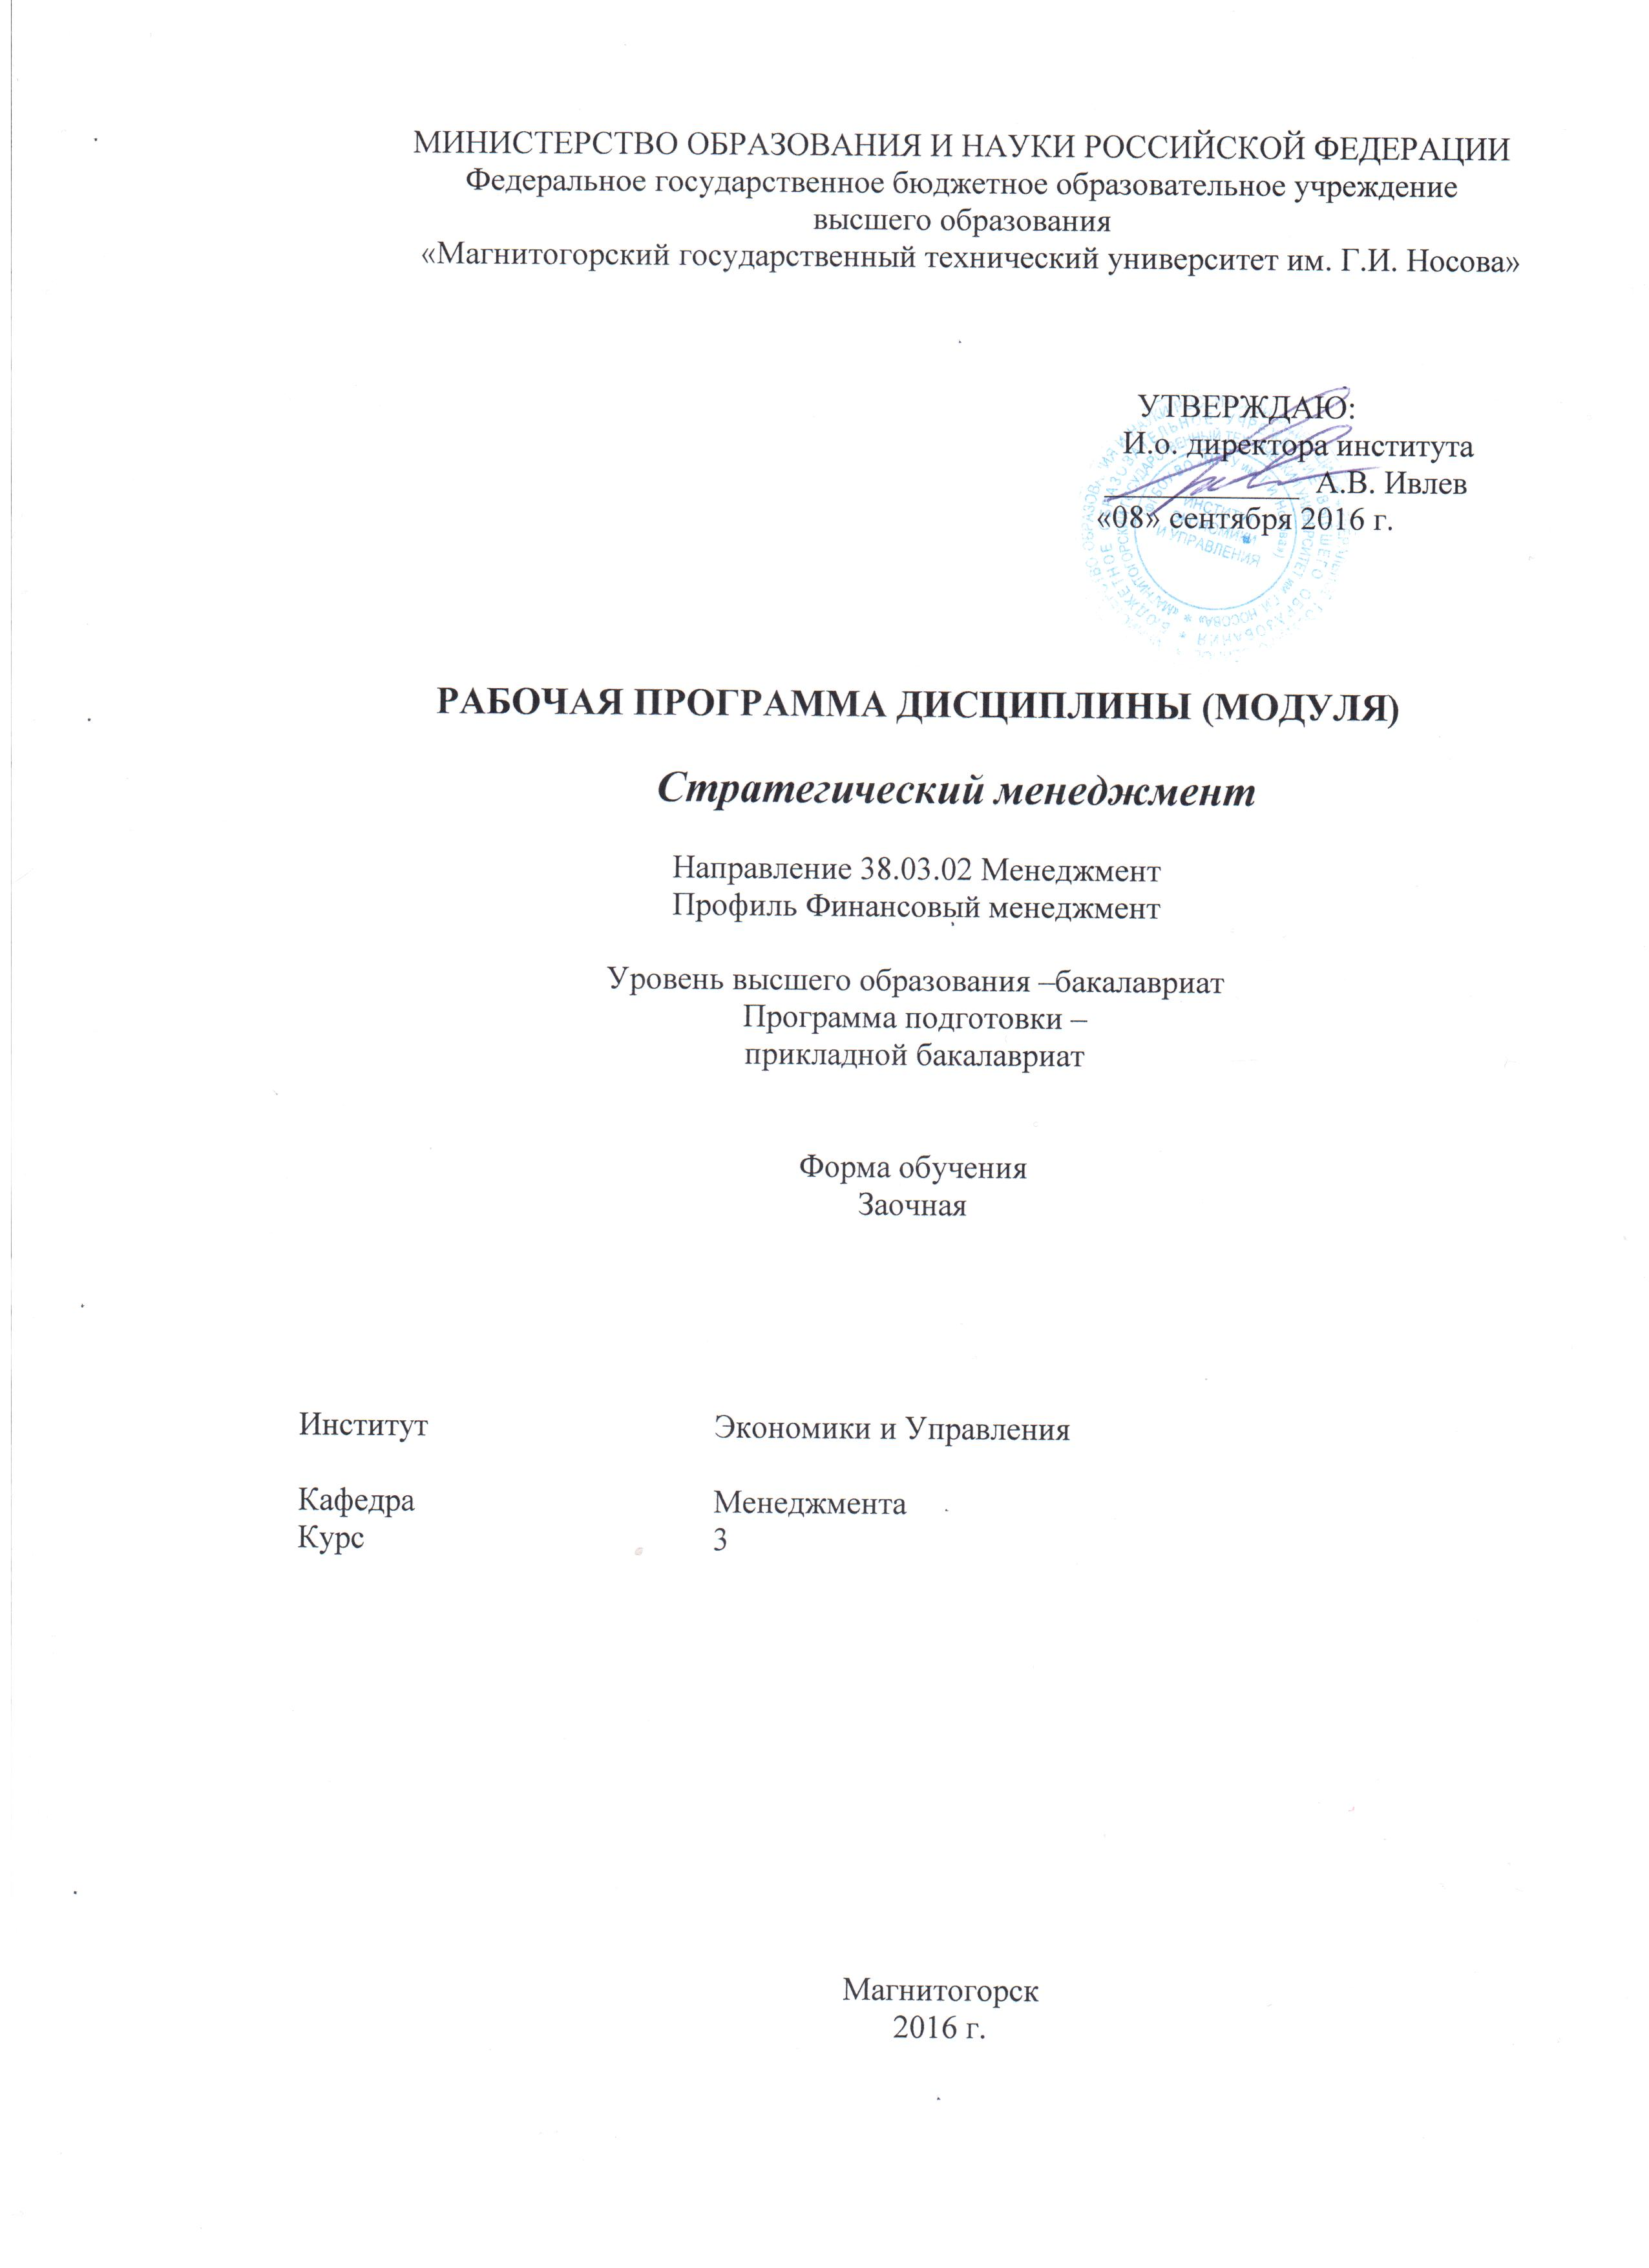 МИНИСТЕРСТВО ОБРАЗОВАНИЯ И НАУКИ РОССИЙСКОЙ ФЕДЕРАЦИИ
Федеральное государственное бюджетное образовательное учреждение
высшего образования
«Магнитогорский государственный технический университет им. Г.И. Носова»
УТВЕРЖДАЮ:
И.о. директора института
А.В. Ивлев
«08» сентября 2016 г.
И УПРАВЛЕНИЯ
РАБОЧАЯ ПРОГРАММА ДИСЦИПЛИНЫ (МОДУЛЯ)
Стратегический менеджмент
Направление 38.03.02 Менеджмент
Профиль Финансовый менеджмент
Уровень высшего образования –бакалавриат
Программа подготовки –
прикладной бакалавриат
Форма обучения
Заочная
Институт Экономики и Управления
Кафедра Менеджмента
Курс 3
Магнитогорск
2016 г.